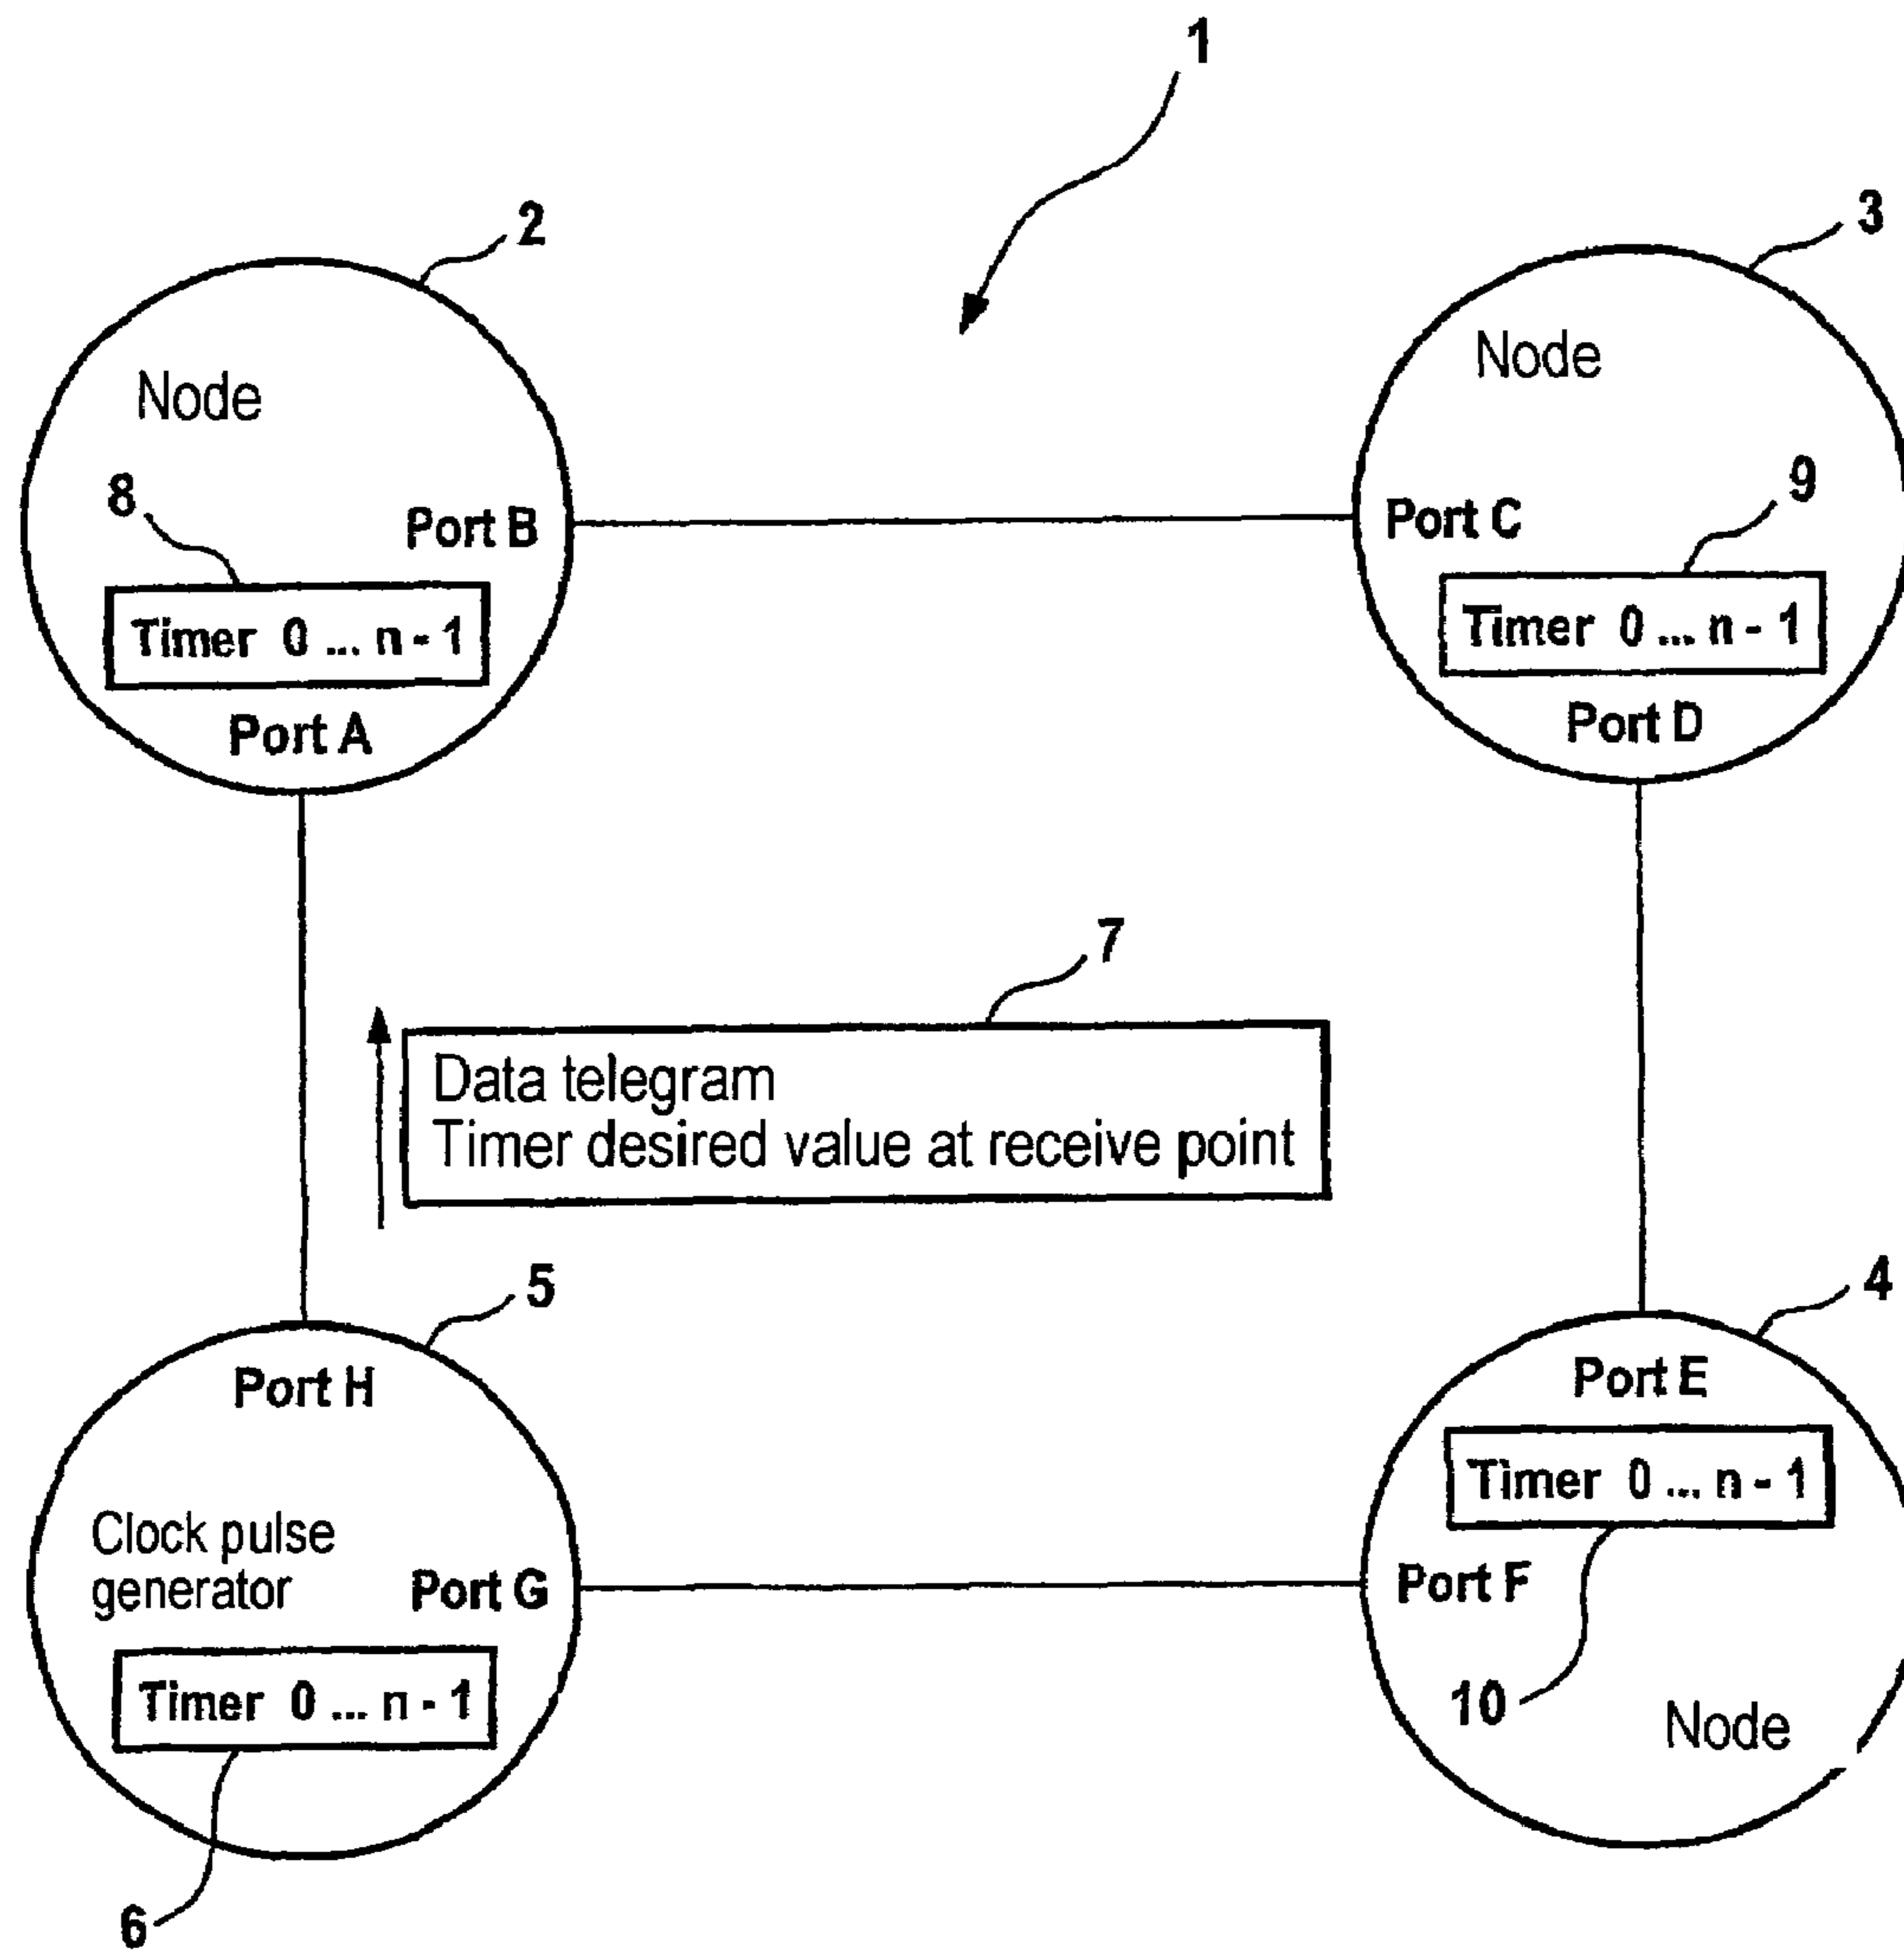 1
2
3
Node
Node
8
9
Port B
Port C
Timer 0 ... n - 1
Timer 0 ... n - 1
Port A
Port D
7
Data telegram
Timer desired value at receive point
5
4
Port H
Port E
Timer 0 ... n - 1
Clock pulse
generator
Port G
Port F
Timer 0 ... n - 1
10
Node
6